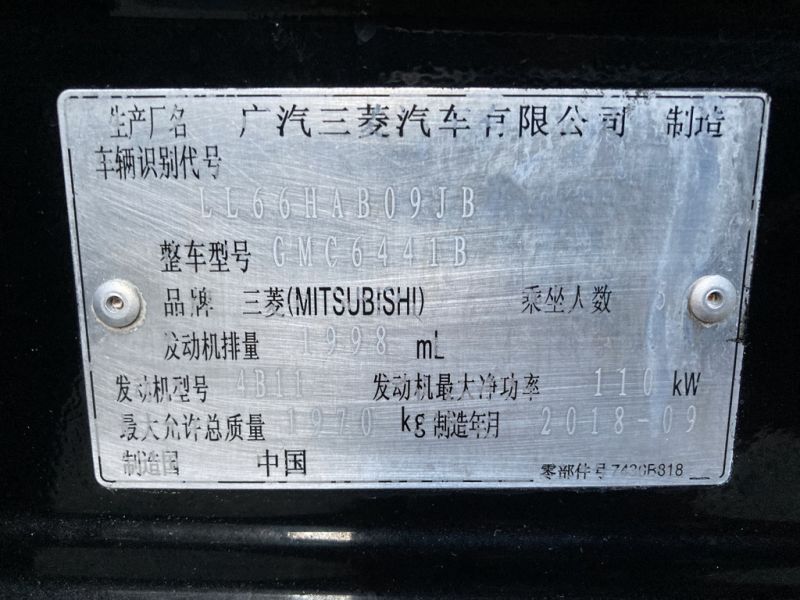 生产厂名 广汽三菱汽车有限公司 制造
车辆识别代号
LL66HAB09JB
整车型号 GMC6441B
品牌 三菱(MITSUBISHI) 乘坐人数 5
发动机排量 1998 mL
发动机型号 4B11 发动机最大净功率 110 kW
最大允许总质量 1970 kg 制造年月 2018-09
制造国 中国 零部件号 7420B818